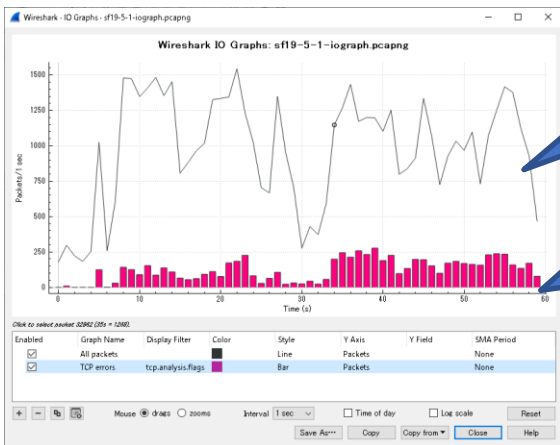 Wireshark · IO Graphs · sf19-5-1-iograph.pcapng
Wireshark IO Graphs: sf19-5-1-iograph.pcapng
1500
1250
1000
750
500
250
0
Packets/1 sec
0 10 20 30 40 50 60
Time (s)
Click to select packet 32962 (35s = 1268).
Enabled Graph Name Display Filter Color Style Y Axis Y Field SMA Period
All packets Line Packets None
TCP errors tcp.analysis.flags Bar Packets None
+ − Mouse drags zooms Interval 1 sec Time of day Log scale Reset
Save As… Copy Copy from Close Help